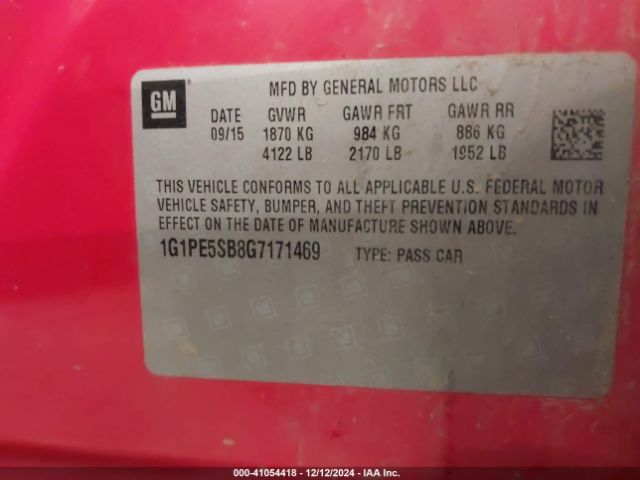 GM
MFD BY GENERAL MOTORS LLC
DATE GVWR GAWR FRT GAWR RR
09/15 1870 KG 984 KG 886 KG
4122 LB 2170 LB 1952 LB
THIS VEHICLE CONFORMS TO ALL APPLICABLE U.S. FEDERAL MOTOR
VEHICLE SAFETY, BUMPER, AND THEFT PREVENTION STANDARDS IN
EFFECT ON THE DATE OF MANUFACTURE SHOWN ABOVE.
1G1PE5SB8G7171469 TYPE: PASS CAR
000-41054418 - 12/12/2024 - IAA Inc.